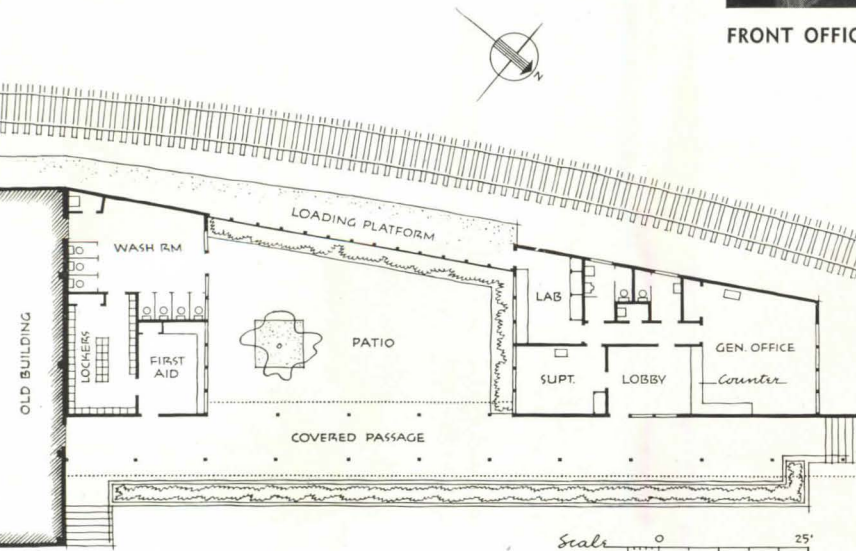 FRONT OFFIC
N
LOADING PLATFORM
WASH RM
LAB
OLD BUILDING
LOCKERS
FIRST
AID
PATIO
SUPT.
LOBBY
GEN. OFFICE
Counter
COVERED PASSAGE
Scale 0 25'